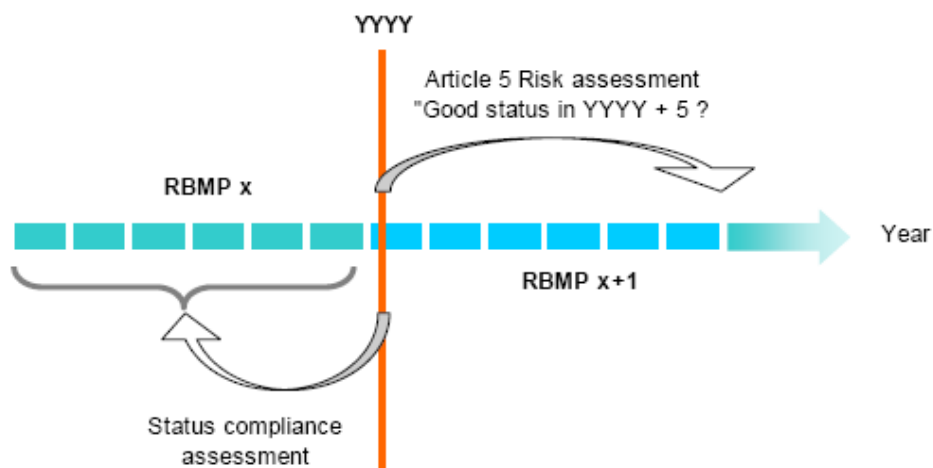 YYYY
Article 5 Risk assessment
"Good status in YYYY + 5 ?
RBMP x
Year
RBMP x+1
Status compliance
assessment